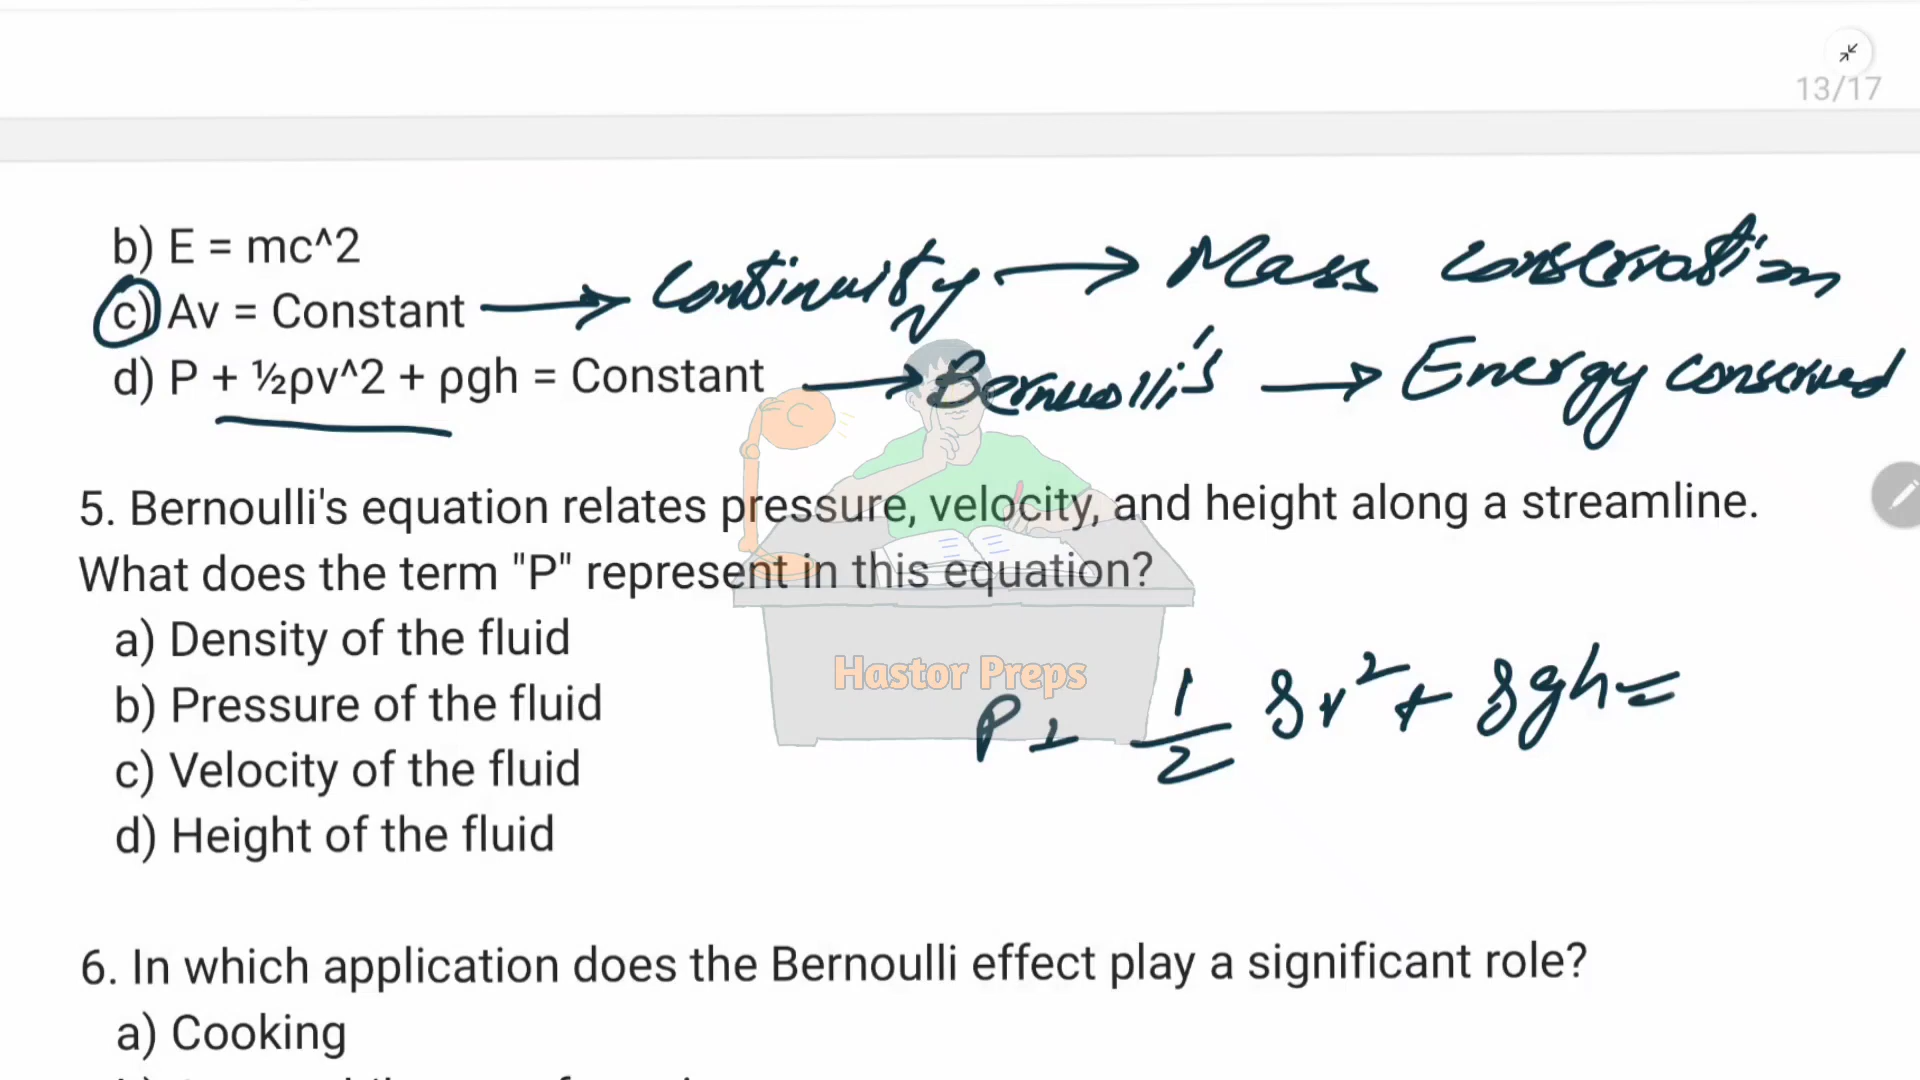 13/17
b) E = mc^2
c) Av = Constant → Continuity → Mass conservation
d) P + ½ρv^2 + ρgh = Constant → Bernuolli's → Energy conserved
5. Bernoulli's equation relates pressure, velocity, and height along a streamline.
What does the term "P" represent in this equation?
a) Density of the fluid
b) Pressure of the fluid
c) Velocity of the fluid
d) Height of the fluid
Hastor Preps
P + 1/2 ρv² + ρgh =
6. In which application does the Bernoulli effect play a significant role?
a) Cooking